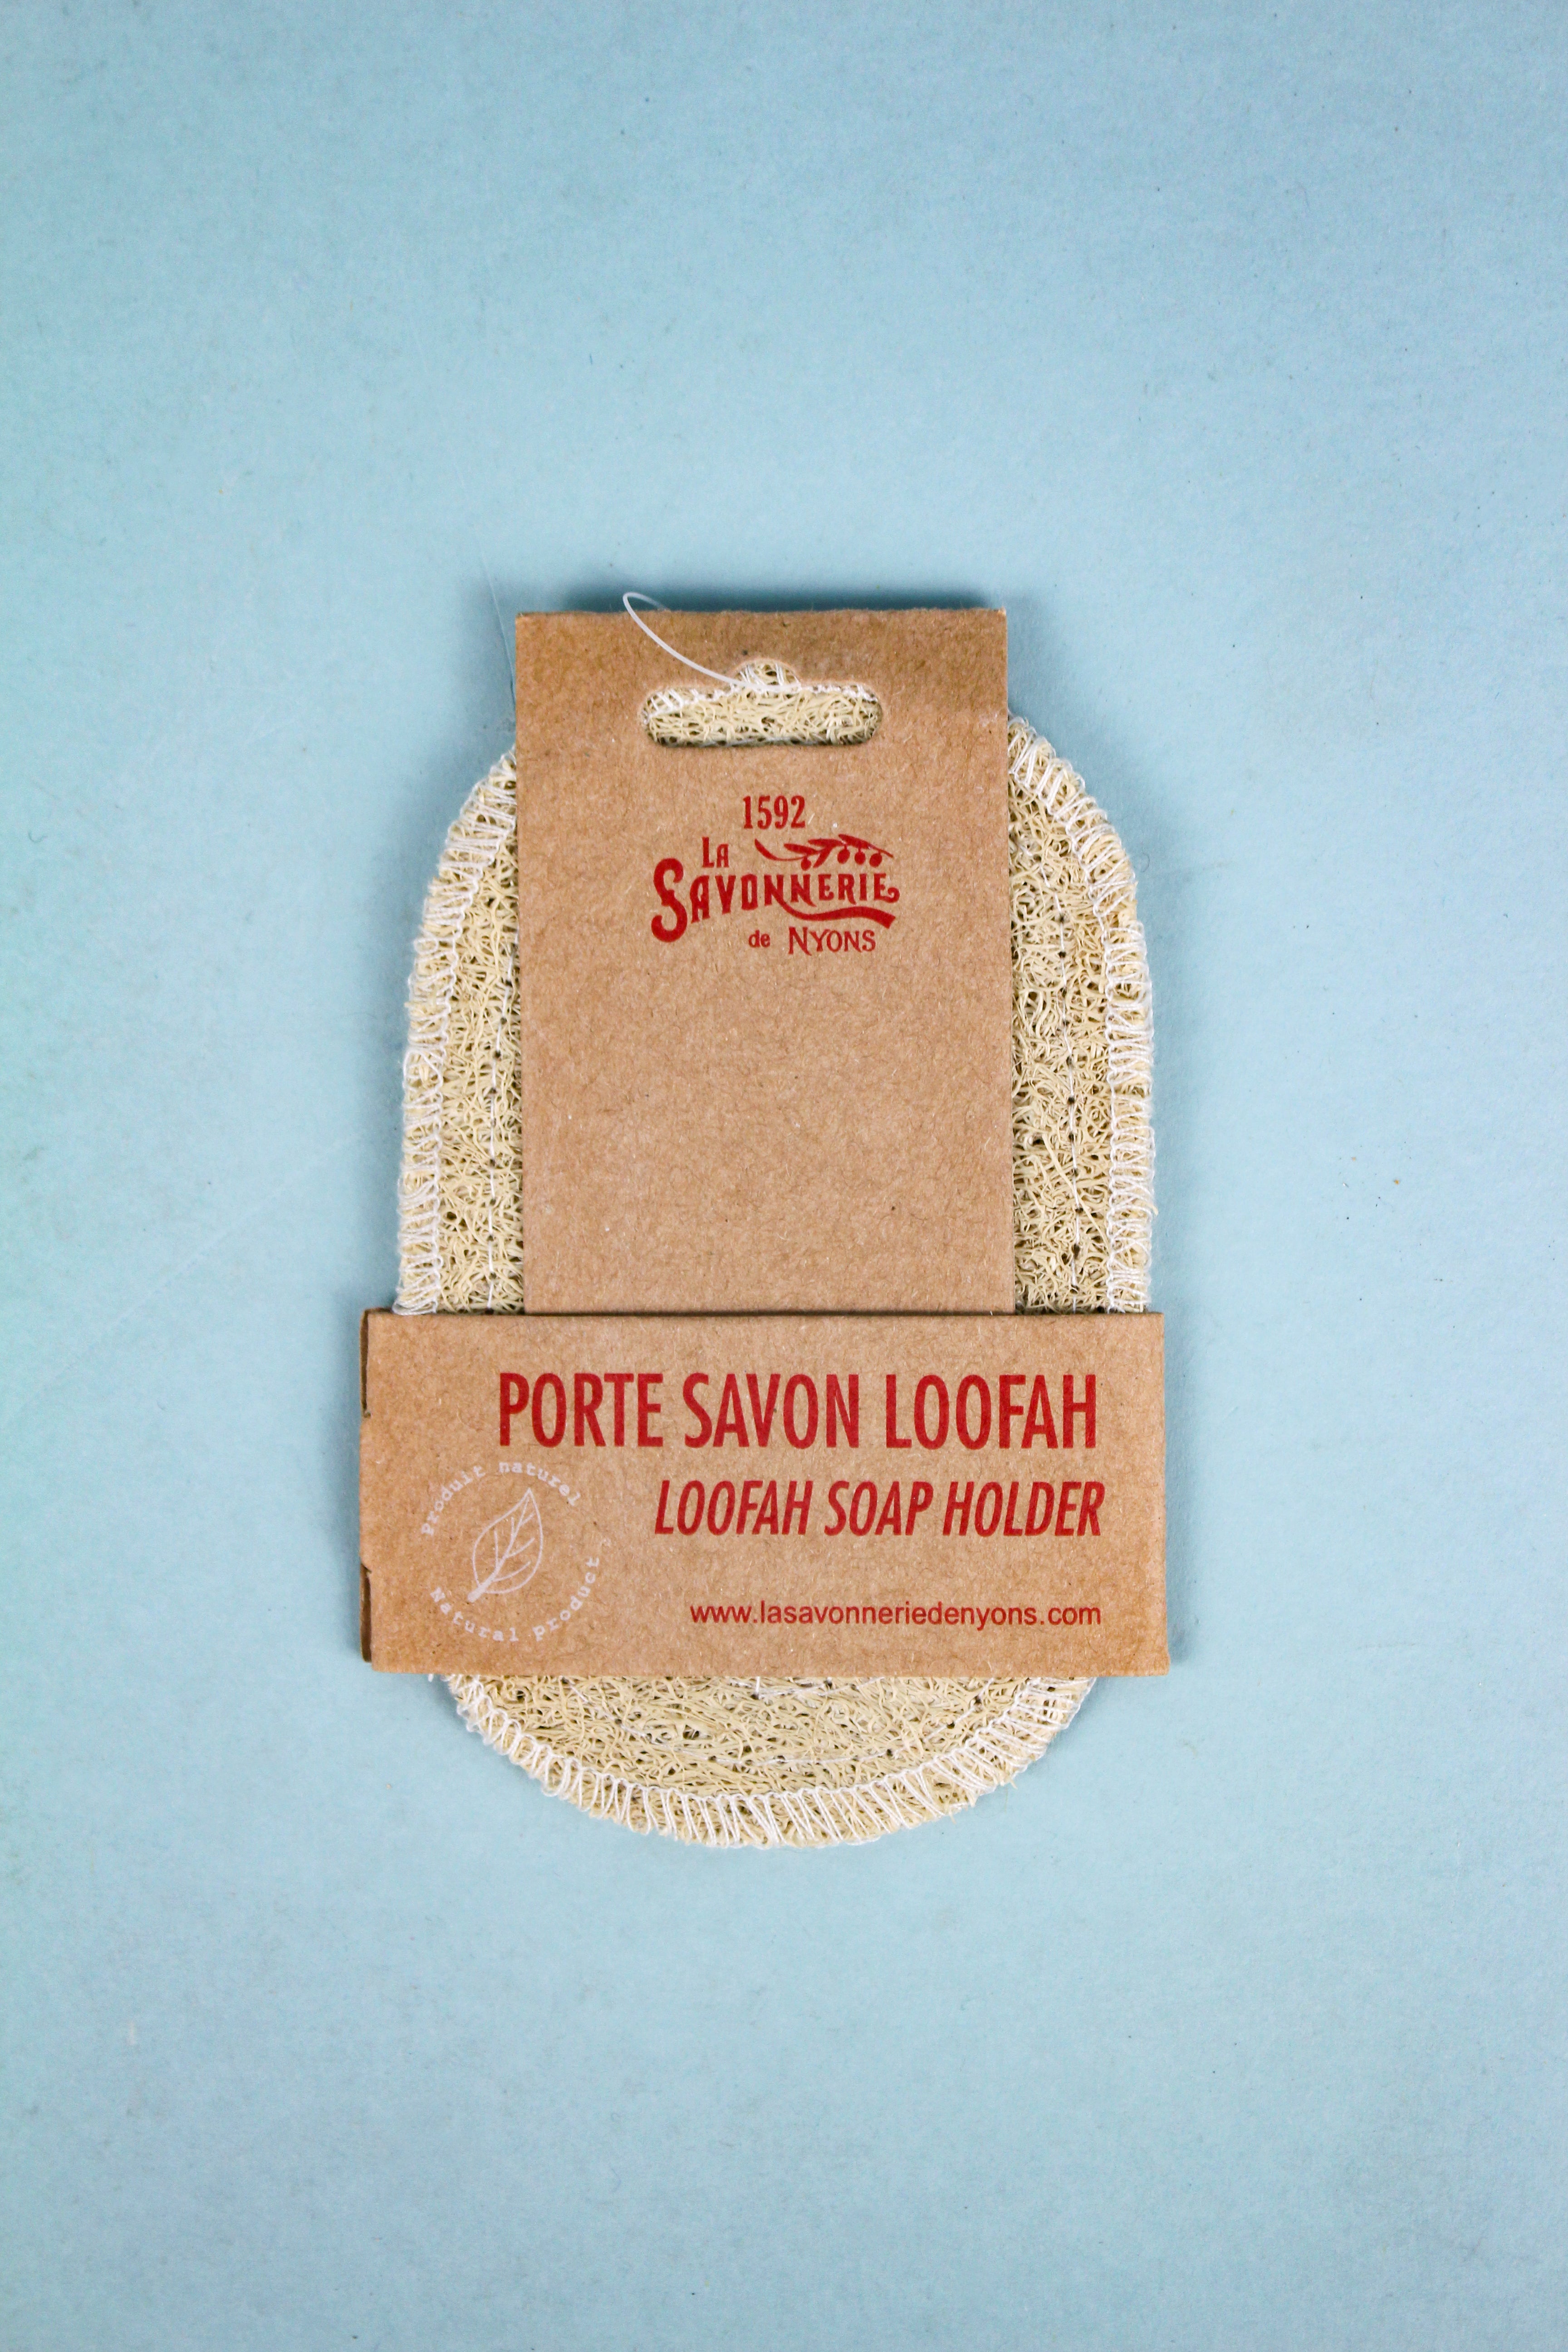 1592
LA
SAVONNERIE
de NYONS
PORTE SAVON LOOFAH
LOOFAH SOAP HOLDER
Produit naturel
Natural product
www.lasavonneriedenyons.com